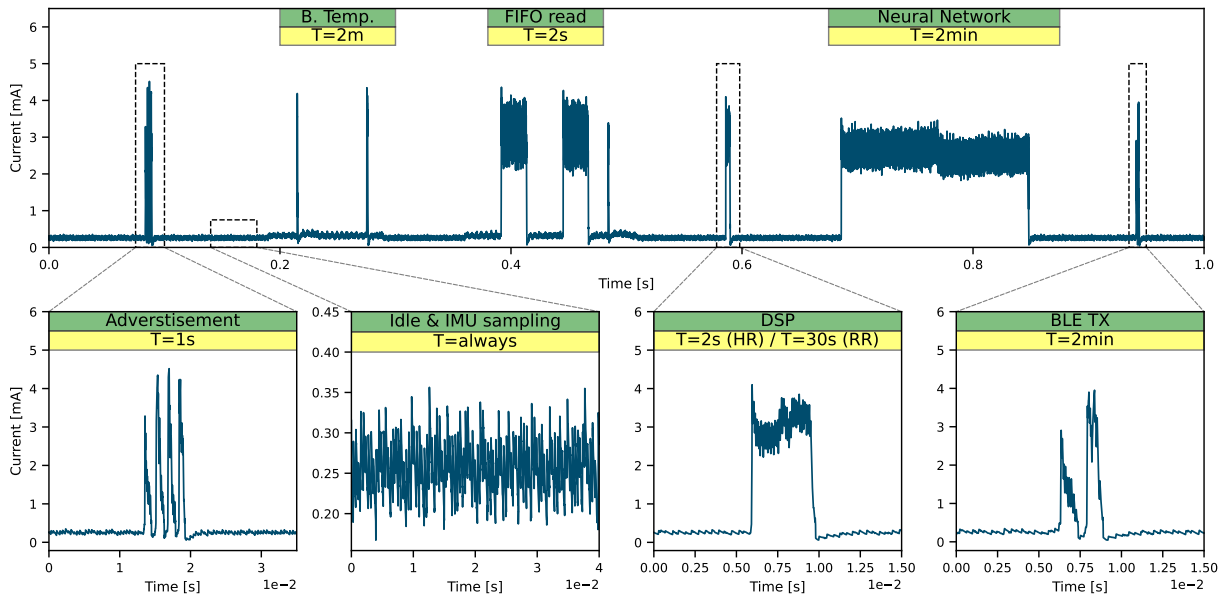 B. Temp. FIFO read Neural Network
T=2m T=2s T=2min
6
5
4
3
2
1
0
Current [mA]
0.0 0.2 0.4 0.6 0.8 1.0
Time [s]
Adverstisement
T=1s
6
5
4
3
2
1
0
Current [mA]
0 1 2 3
1e−2
Time [s]
Idle & IMU sampling
T=always
0.45
0.40
0.35
0.30
0.25
0.20
0 1 2 3 4
1e−2
Time [s]
DSP
T=2s (HR) / T=30s (RR)
6
5
4
3
2
1
0
0.00 0.25 0.50 0.75 1.00 1.25 1.50
1e−2
Time [s]
BLE TX
T=2min
6
5
4
3
2
1
0
0.00 0.25 0.50 0.75 1.00 1.25 1.50
1e−2
Time [s]